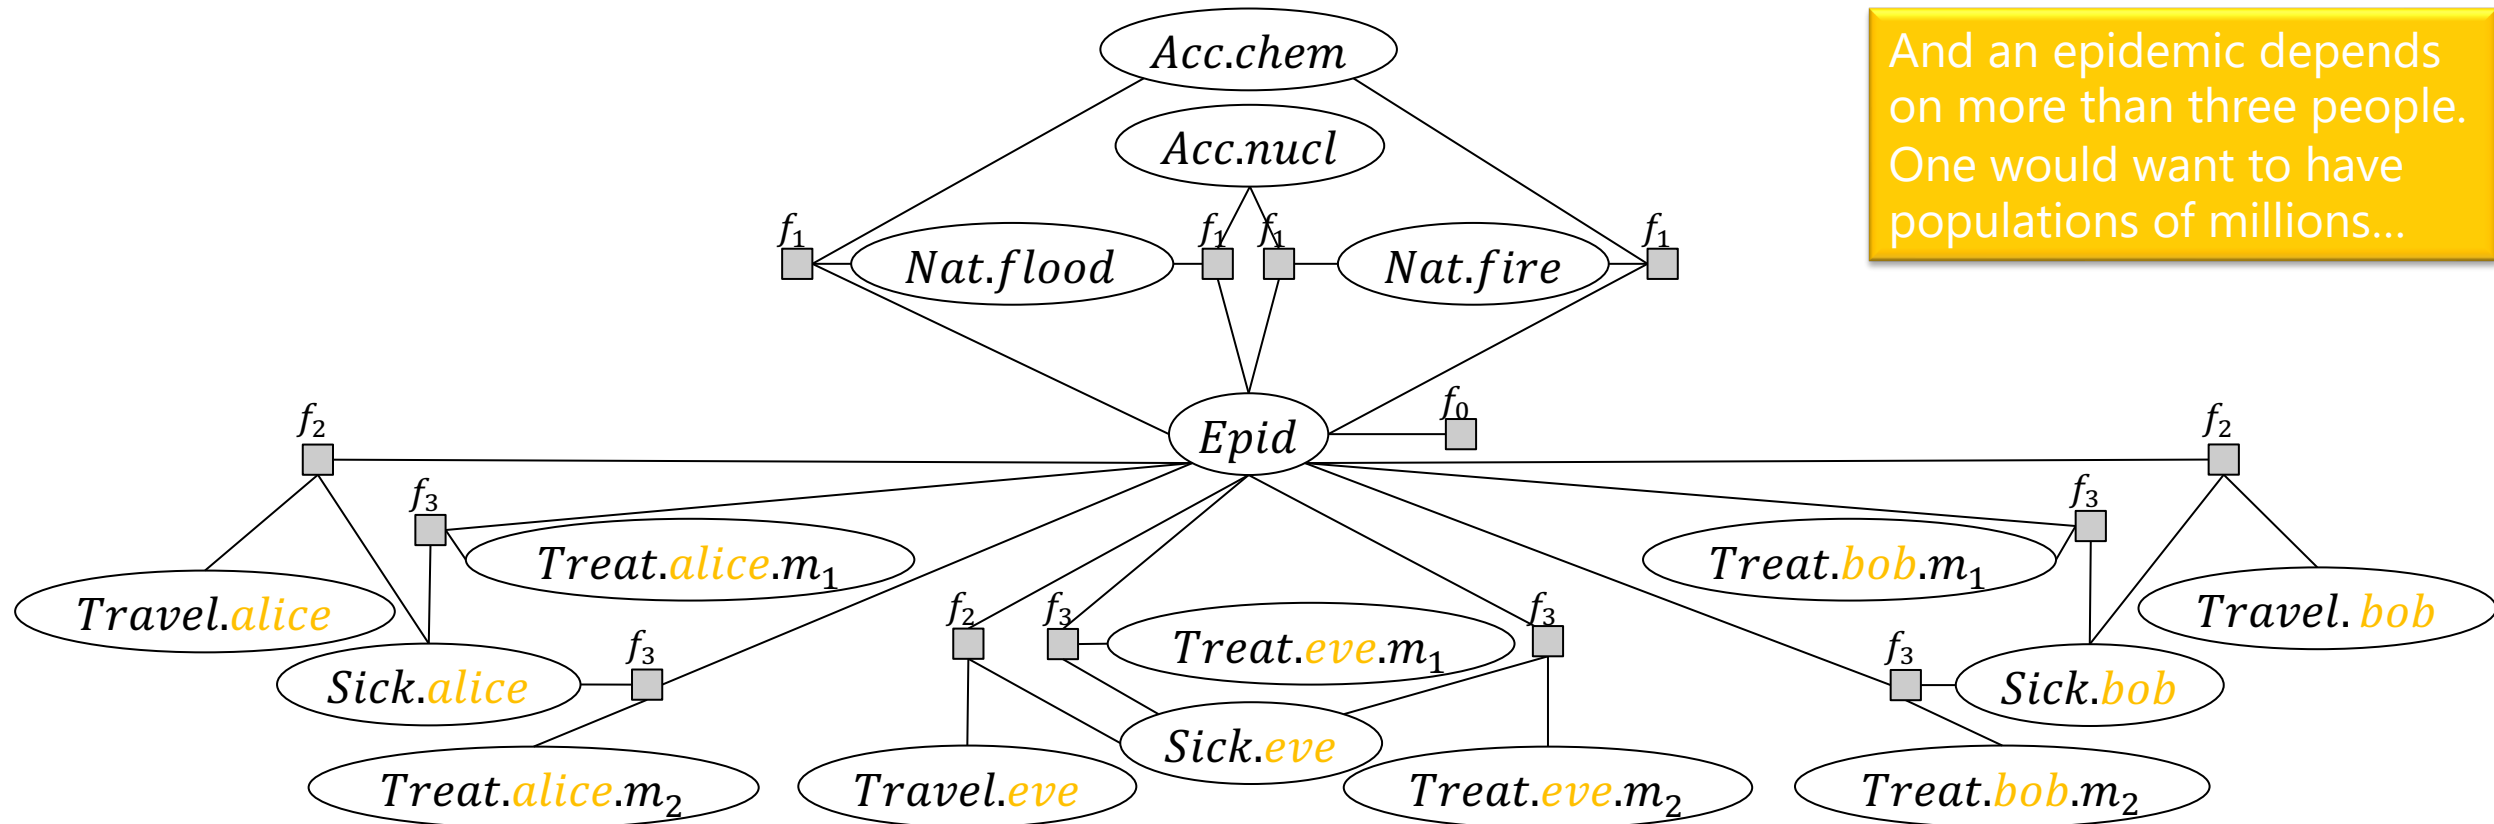 Acc.chem
And an epidemic depends
on more than three people.
One would want to have
populations of millions...
Acc.nucl
f₁
f₁
f₁
f₁
Nat.flood
Nat.fire
f₀
Epid
f₂
f₂
f₃
f₃
Treat.alice.m₁
Treat.bob.m₁
Travel.alice
f₂
f₃
f₃
Travel. bob
f₃
Treat.eve.m₁
f₃
Sick.alice
Sick.bob
Sick.eve
Treat.alice.m₂
Travel.eve
Treat.eve.m₂
Treat.bob.m₂